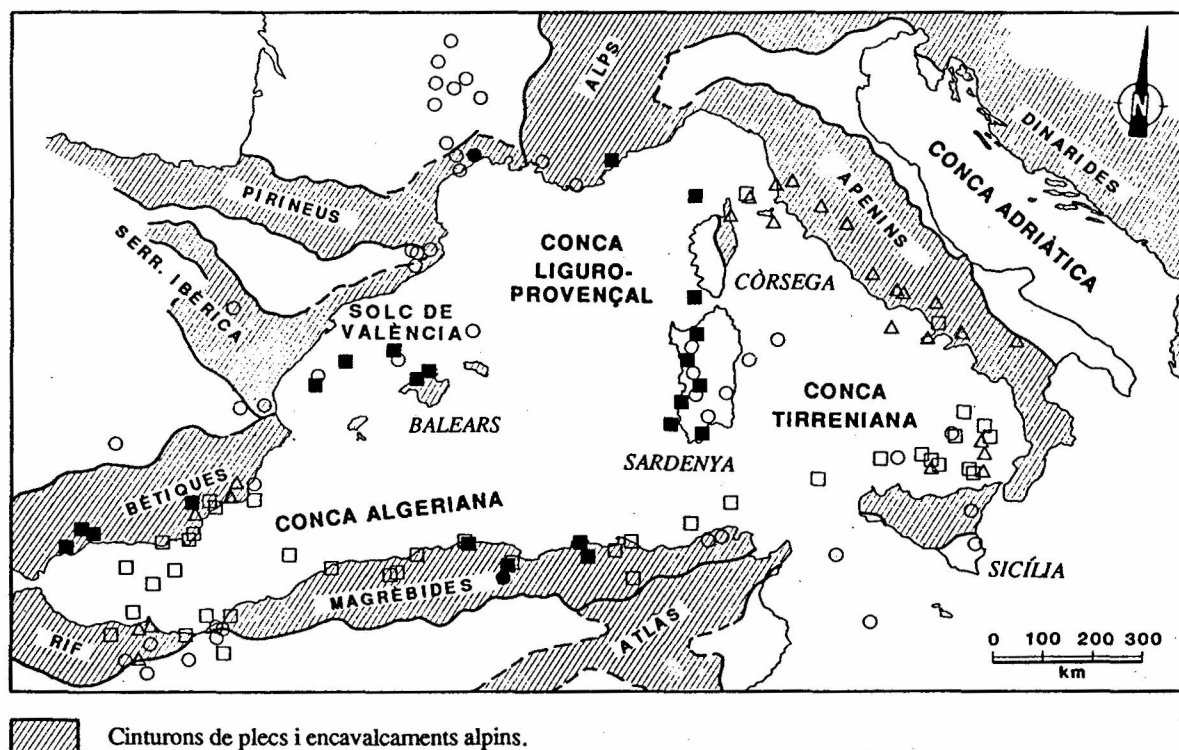 ALPS
N
DINARIDES
PIRINEUS
APENINS
CONCA ADRIÀTICA
SERR. IBÈRICA
CONCA
LIGURO-
PROVENÇAL
CÒRSEGA
SOLC DE
VALÈNCIA
CONCA
TIRRENIANA
BALEARS
SARDENYA
BÈTIQUES
CONCA ALGERIANA
SICÍLIA
MAGRÈBIDES
RIF
ATLAS
0 100 200 300
km
Cinturons de plecs i encavalcaments alpins.